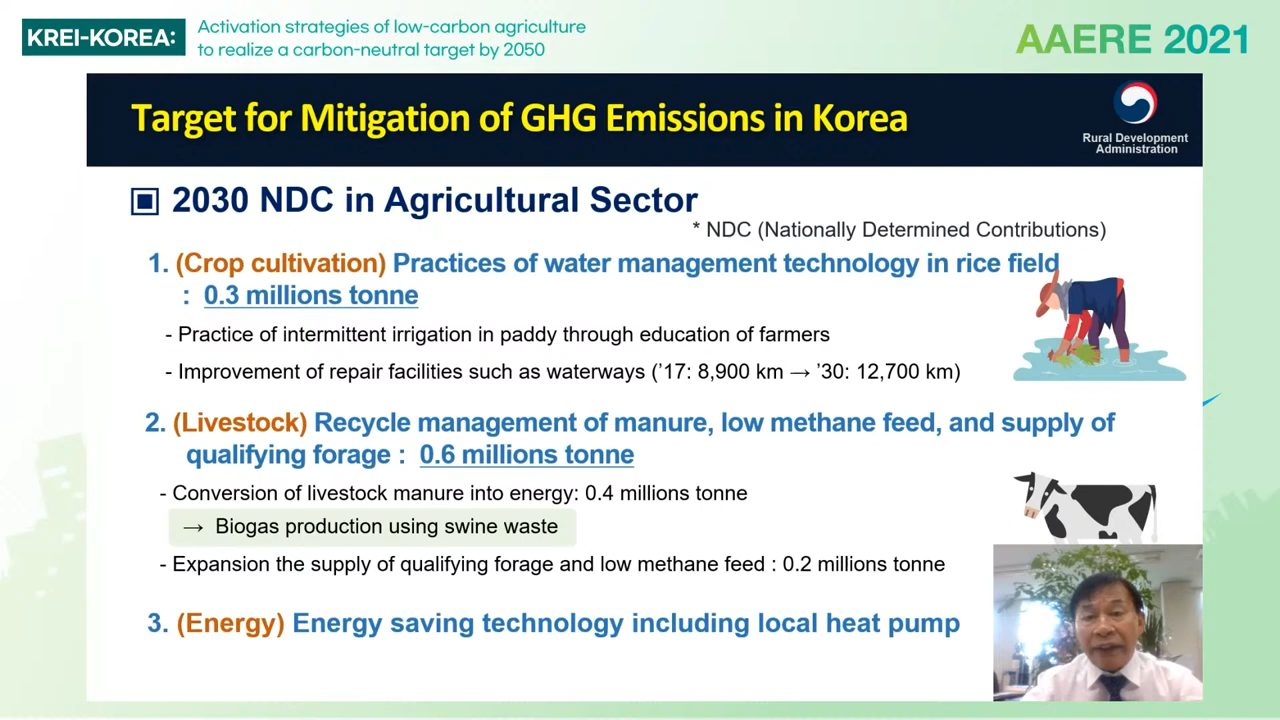 KREI-KOREA:
Activation strategies of low-carbon agriculture
to realize a carbon-neutral target by 2050
AAERE 2021
Target for Mitigation of GHG Emissions in Korea
Rural Development
Administration
2030 NDC in Agricultural Sector
* NDC (Nationally Determined Contributions)
1. (Crop cultivation) Practices of water management technology in rice field
: 0.3 millions tonne
- Practice of intermittent irrigation in paddy through education of farmers
- Improvement of repair facilities such as waterways (’17: 8,900 km → ’30: 12,700 km)
2. (Livestock) Recycle management of manure, low methane feed, and supply of
qualifying forage : 0.6 millions tonne
- Conversion of livestock manure into energy: 0.4 millions tonne
→ Biogas production using swine waste
- Expansion the supply of qualifying forage and low methane feed : 0.2 millions tonne
3. (Energy) Energy saving technology including local heat pump